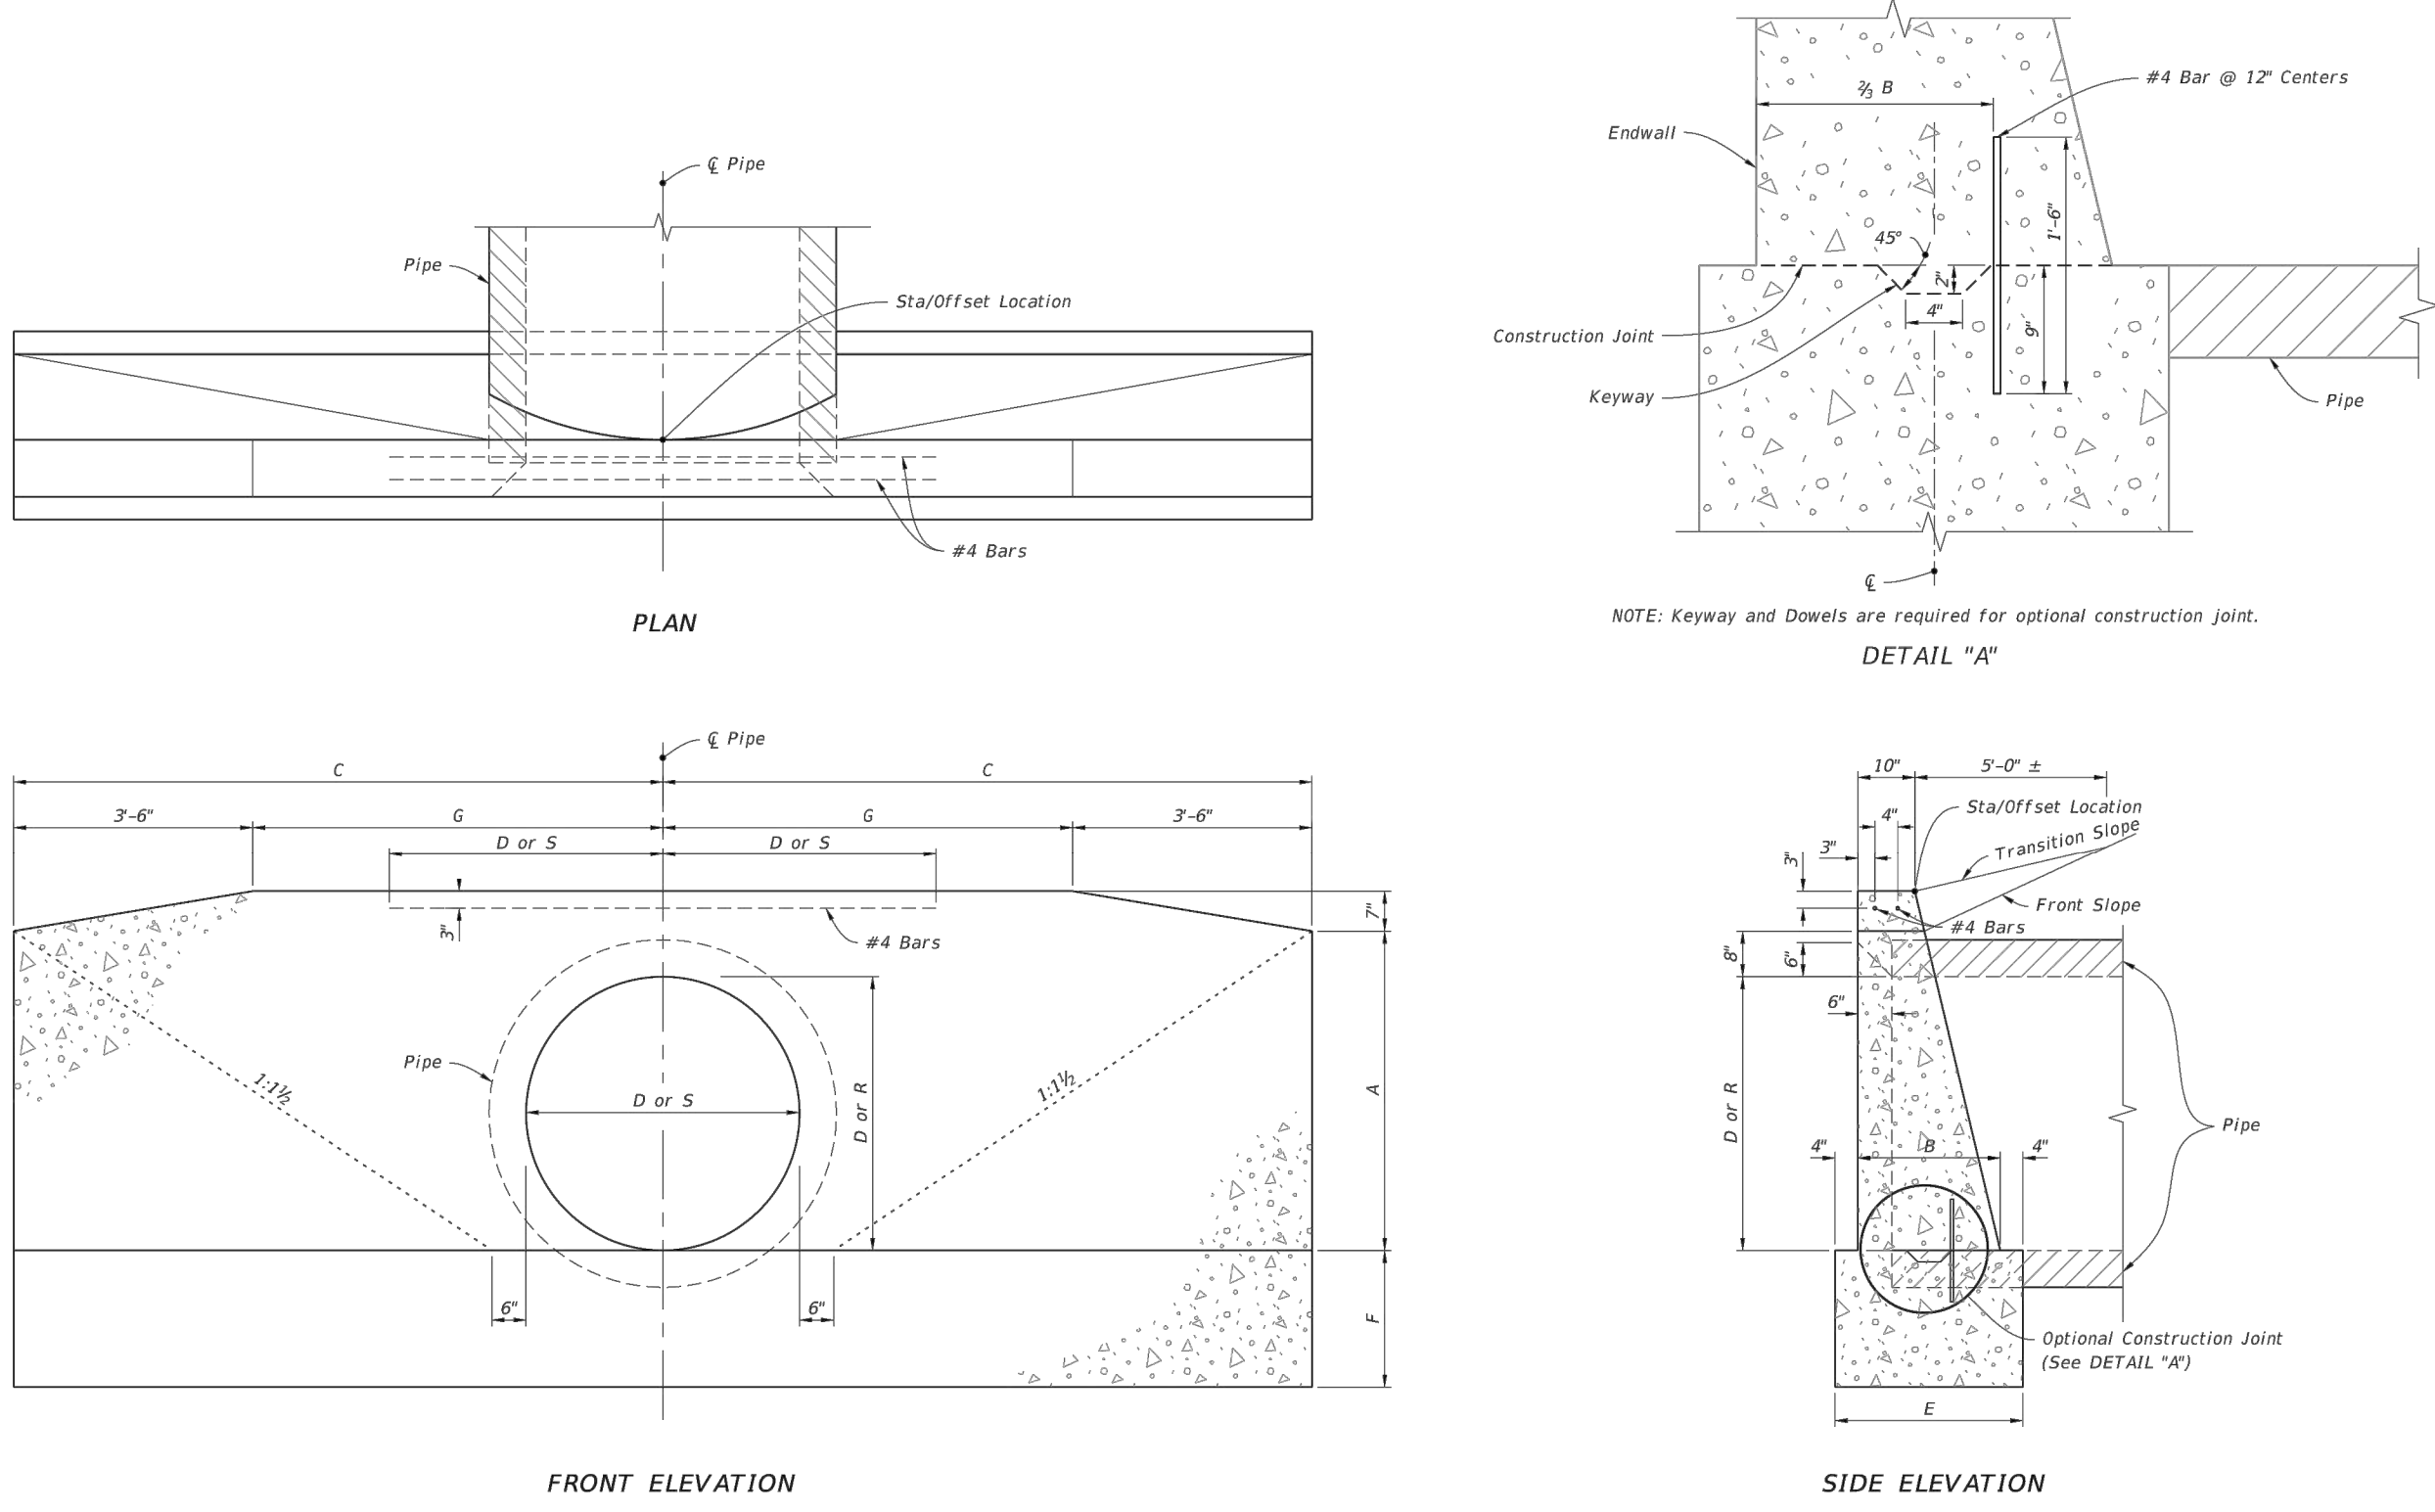 ℄ Pipe
Pipe
Sta/Offset Location
#4 Bars
PLAN
#4 Bar @ 12" Centers
⅔ B
Endwall
1'-6"
45°
2"
4"
9"
Construction Joint
Keyway
Pipe
℄
NOTE: Keyway and Dowels are required for optional construction joint.
DETAIL "A"
℄ Pipe
C
C
3'-6"
G
G
3'-6"
D or S
D or S
7"
3"
#4 Bars
Pipe
1:1½
1:1½
D or S
D or R
A
6"
6"
F
FRONT ELEVATION
10"
5'-0" ±
Sta/Offset Location
4"
Transition Slope
3"
3"
Front Slope
#4 Bars
8"
6"
6"
D or R
Pipe
4"
B
4"
Optional Construction Joint
(See DETAIL "A")
E
SIDE ELEVATION